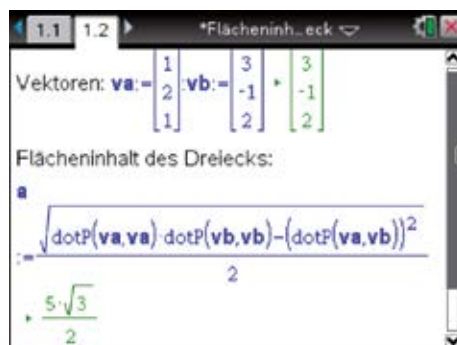 1.1 1.2 *Flächeninh…eck
Vektoren: va:=[1 2 1]:vb:=[3 -1 2] ▸ [3 -1 2]
Flächeninhalt des Dreiecks:
a
:=√(dotP(va,va)·dotP(vb,vb)-(dotP(va,vb))²)/2
▸ 5·√3/2